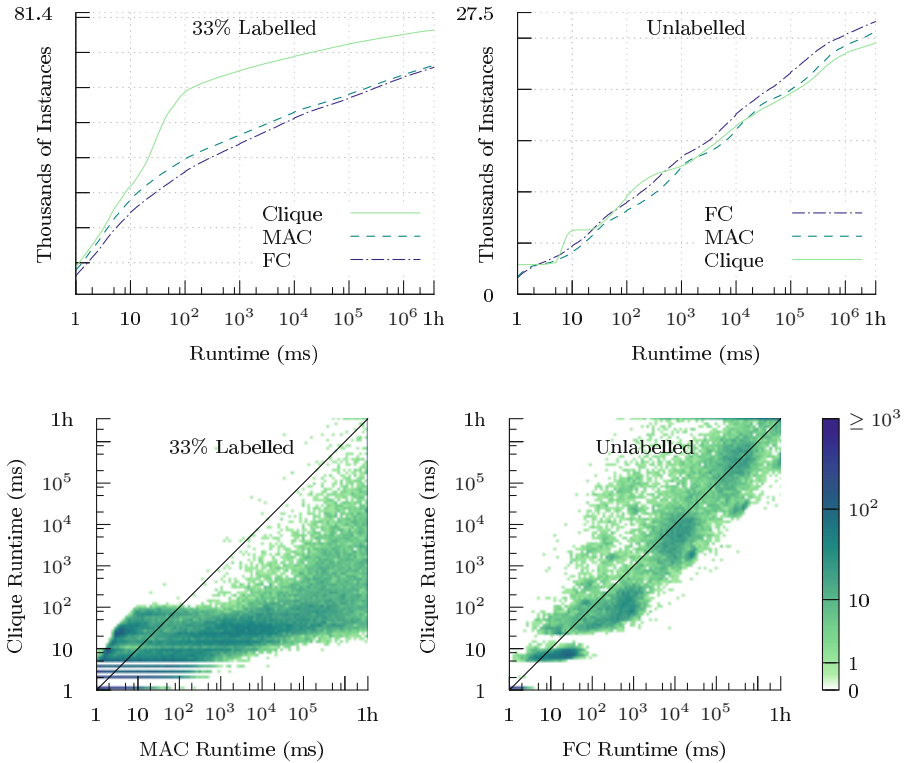 81.4
33% Labelled
Thousands of Instances
Clique
MAC
FC
1 10 10² 10³ 10⁴ 10⁵ 10⁶ 1h
Runtime (ms)
27.5
Unlabelled
Thousands of Instances
FC
MAC
Clique
0
1 10 10² 10³ 10⁴ 10⁵ 10⁶ 1h
Runtime (ms)
1h
33% Labelled
10⁵
10⁴
10³
10²
10
1
Clique Runtime (ms)
1 10 10² 10³ 10⁴ 10⁵ 1h
MAC Runtime (ms)
1h
Unlabelled
10⁵
10⁴
10³
10²
10
1
Clique Runtime (ms)
1 10 10² 10³ 10⁴ 10⁵ 1h
FC Runtime (ms)
≥ 10³
10²
10
1
0